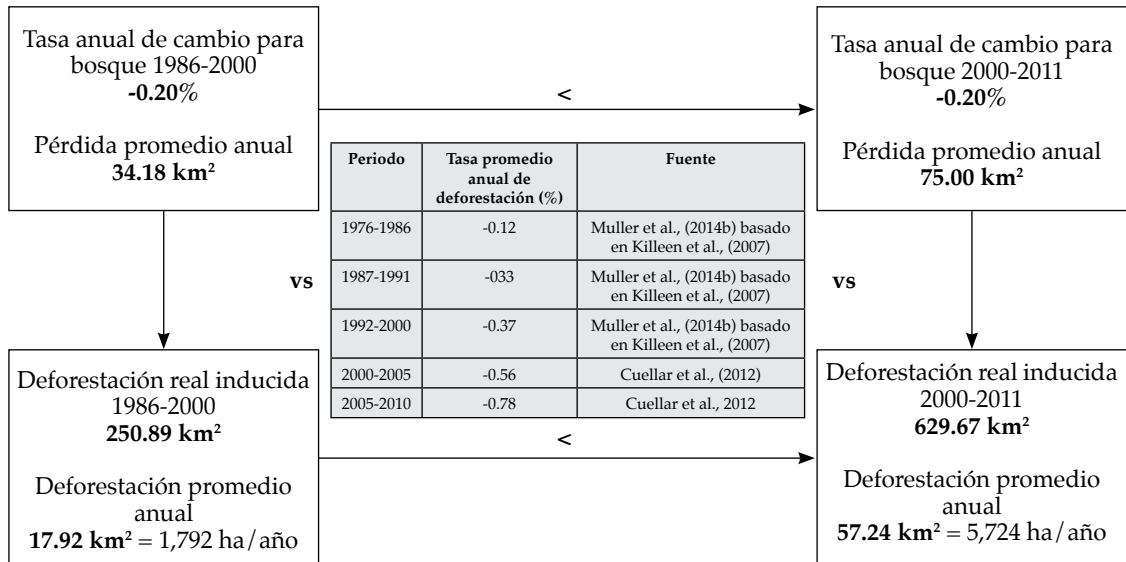 Tasa anual de cambio para
bosque 1986-2000
-0.20%
Pérdida promedio anual
34.18 km²
<
Tasa anual de cambio para
bosque 2000-2011
-0.20%
Pérdida promedio anual
75.00 km²
Periodo Tasa promedio anual de deforestación (%) Fuente
1976-1986 -0.12 Muller et al., (2014b) basado
en Killeen et al., (2007)
1987-1991 -033 Muller et al., (2014b) basado
en Killeen et al., (2007)
1992-2000 -0.37 Muller et al., (2014b) basado
en Killeen et al., (2007)
2000-2005 -0.56 Cuellar et al., (2012)
2005-2010 -0.78 Cuellar et al., 2012
vs
vs
Deforestación real inducida
1986-2000
250.89 km²
Deforestación promedio
anual
17.92 km² = 1,792 ha/año
<
Deforestación real inducida
2000-2011
629.67 km²
Deforestación promedio
anual
57.24 km² = 5,724 ha/año